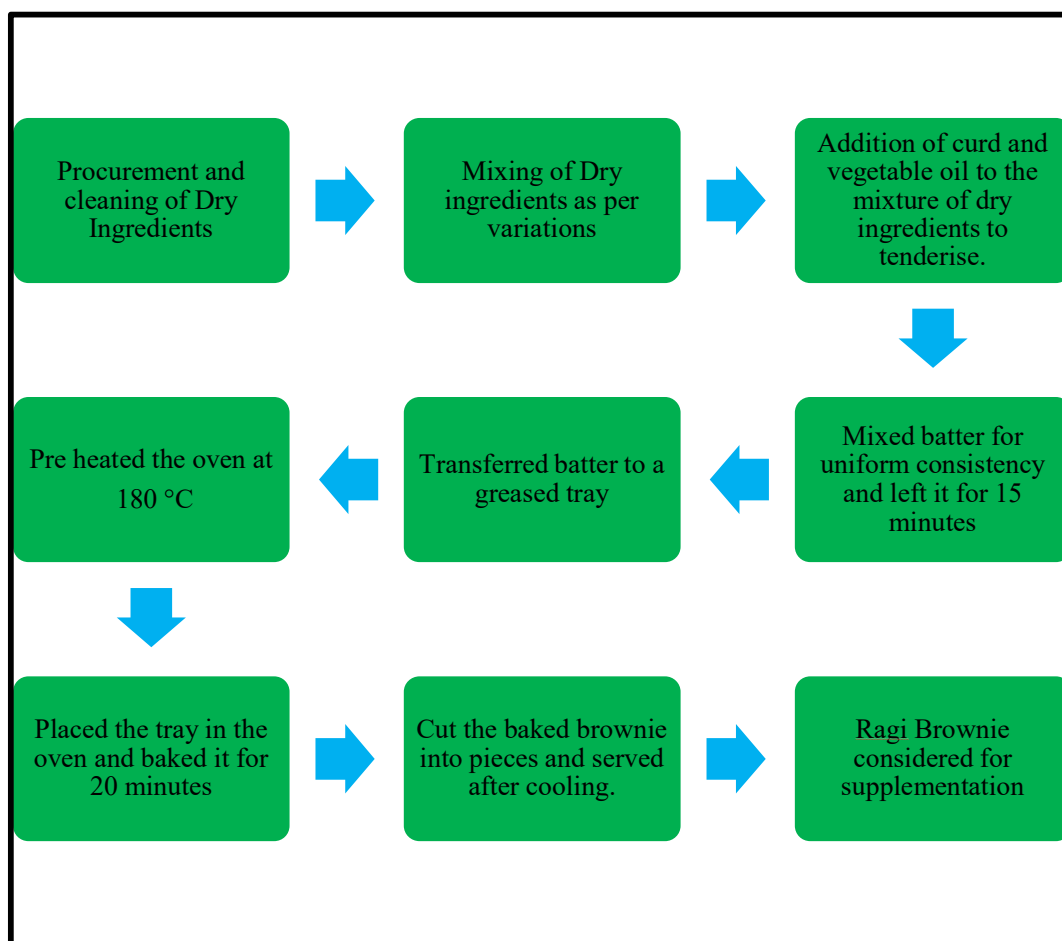 Procurement and
cleaning of Dry
Ingredients
Mixing of Dry
ingredients as per
variations
Addition of curd and
vegetable oil to the
mixture of dry
ingredients to
tenderise.
Mixed batter for
uniform consistency
and left it for 15
minutes
Transferred batter to a
greased tray
Pre heated the oven at
180 °C
Placed the tray in the
oven and baked it for
20 minutes
Cut the baked brownie
into pieces and served
after cooling.
Ragi Brownie
considered for
supplementation